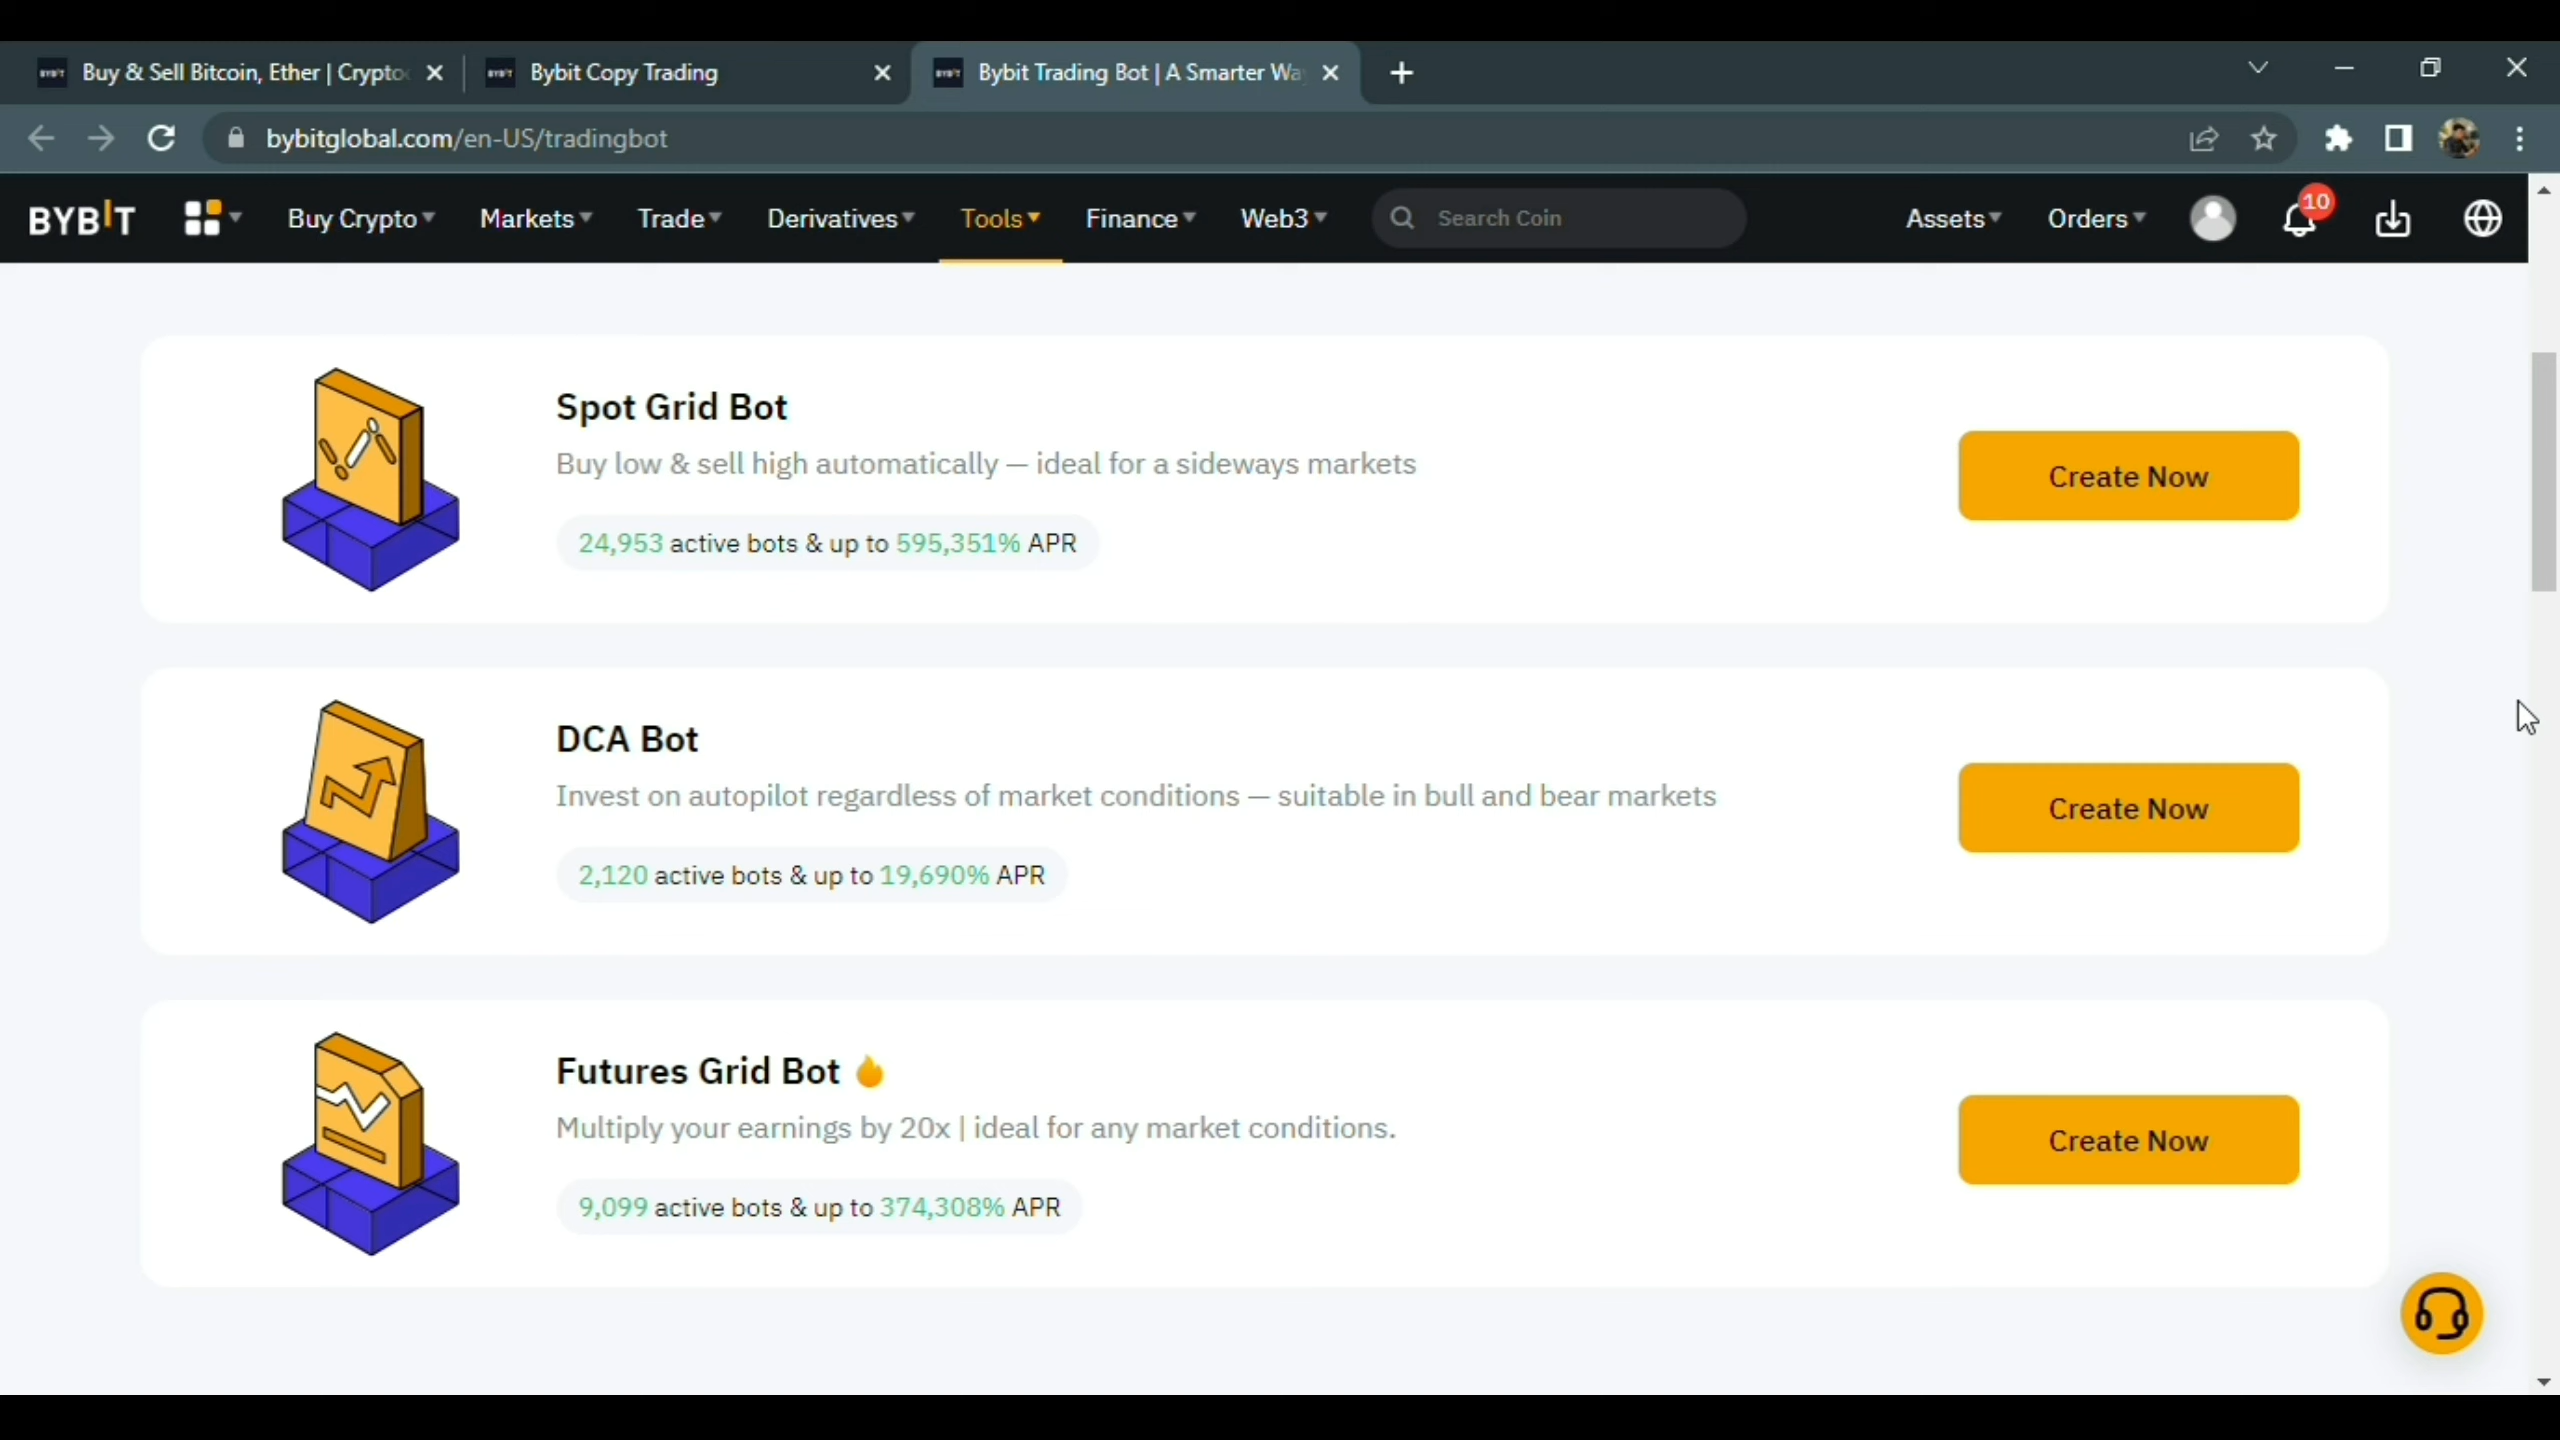 Buy & Sell Bitcoin, Ether | Crypto
Bybit Copy Trading
Bybit Trading Bot | A Smarter Wa
bybitglobal.com/en-US/tradingbot
BYBIT
Buy Crypto
Markets
Trade
Derivatives
Tools
Finance
Web3
Search Coin
Assets
Orders
10
Spot Grid Bot
Buy low & sell high automatically — ideal for a sideways markets
24,953 active bots & up to 595,351% APR
Create Now
DCA Bot
Invest on autopilot regardless of market conditions — suitable in bull and bear markets
2,120 active bots & up to 19,690% APR
Create Now
Futures Grid Bot
Multiply your earnings by 20x | ideal for any market conditions.
9,099 active bots & up to 374,308% APR
Create Now